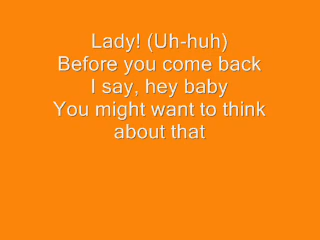 Lady! (Uh-huh)
Before you come back
I say, hey baby
You might want to think
about that